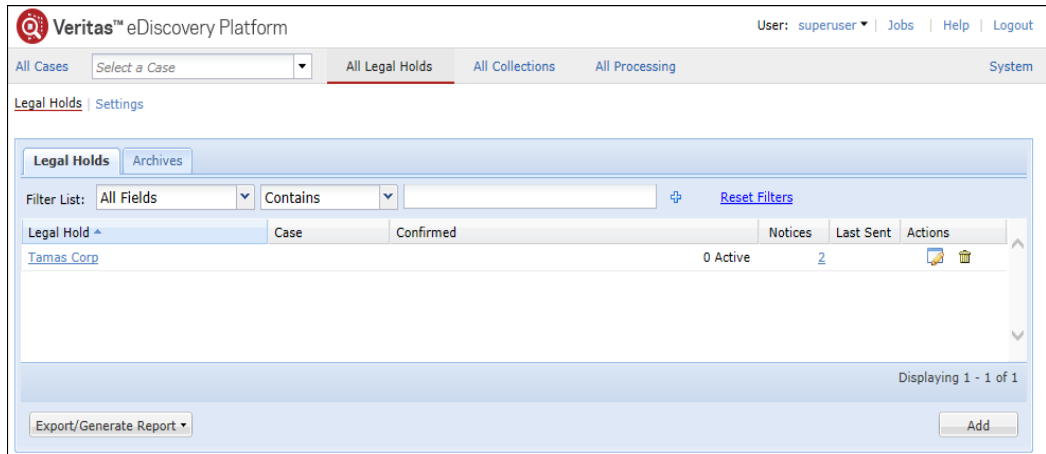 Veritas™ eDiscovery Platform User: superuser | Jobs | Help | Logout
All Cases Select a Case All Legal Holds All Collections All Processing System
Legal Holds | Settings
Legal Holds Archives
Filter List: All Fields Contains Reset Filters
Legal Hold Case Confirmed Notices Last Sent Actions
Tamas Corp 0 Active 2
Displaying 1 - 1 of 1
Export/Generate Report Add